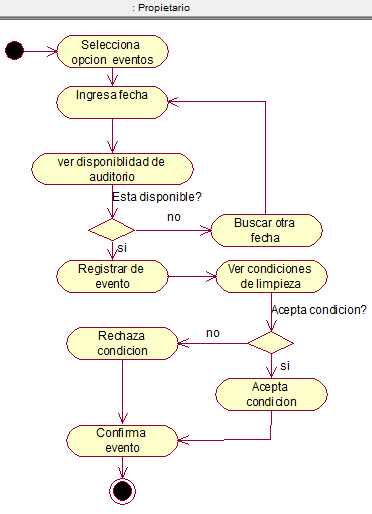 : Propietario
Selecciona
opcion eventos
Ingresa fecha
ver disponiblidad de
auditorio
Esta disponible?
no
Buscar otra
fecha
si
Registrar de
evento
Ver condiciones
de limpieza
Acepta condicion?
no
Rechaza
condicion
si
Acepta
condicion
Confirma
evento